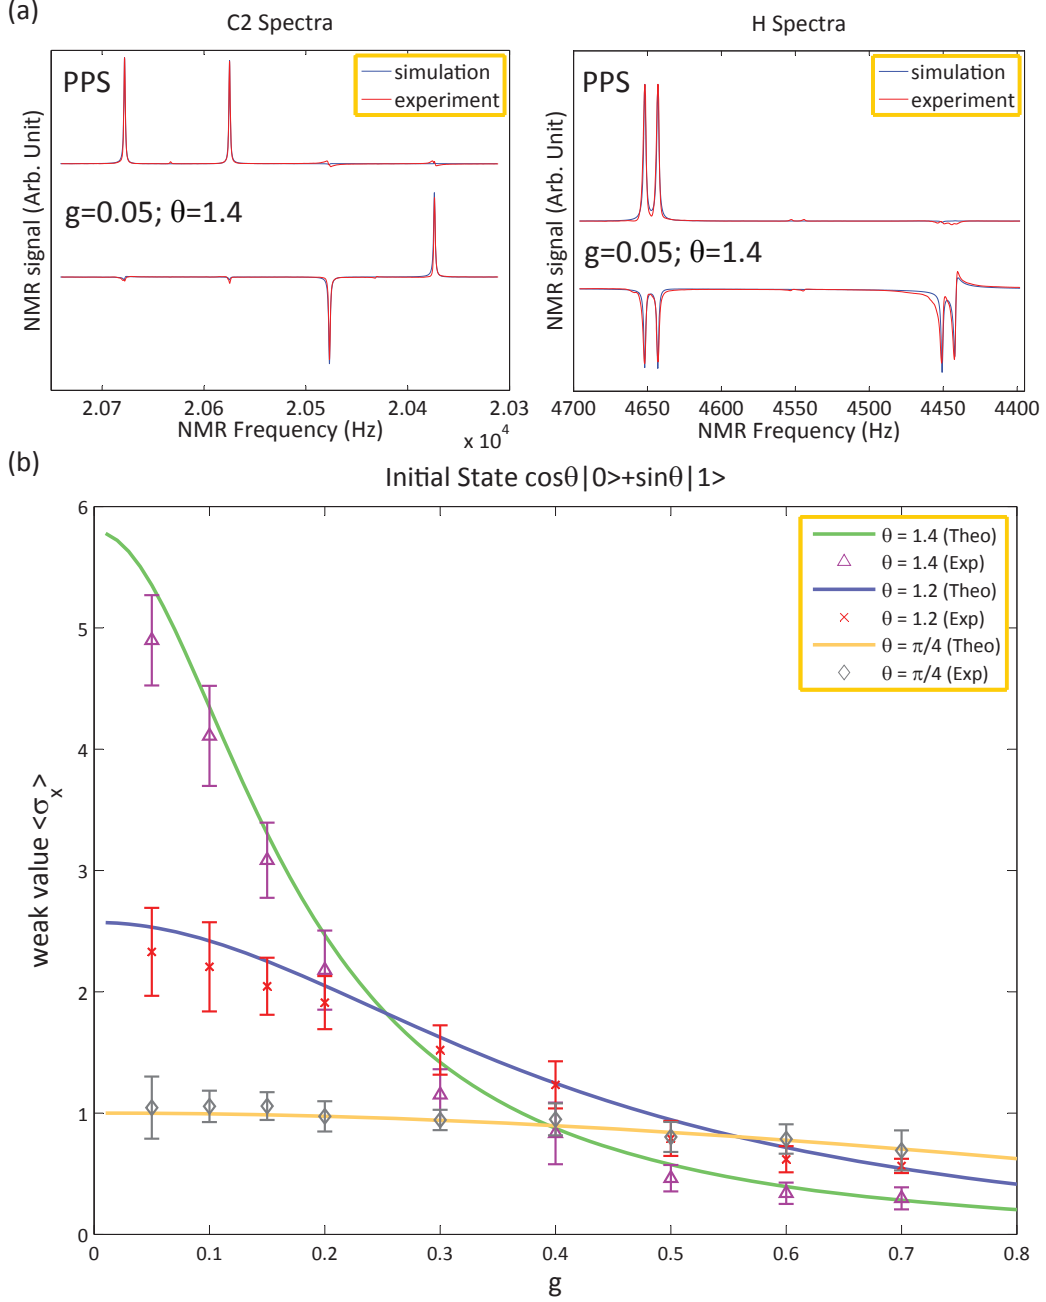 (a)
C2 Spectra
PPS
simulation
experiment
g=0.05; θ=1.4
NMR signal (Arb. Unit)
2.07 2.06 2.05 2.04 2.03
NMR Frequency (Hz)
x 10⁴
H Spectra
PPS
simulation
experiment
g=0.05; θ=1.4
NMR signal (Arb. Unit)
4700 4650 4600 4550 4500 4450 4400
NMR Frequency (Hz)
(b)
Initial State cosθ|0>+sinθ|1>
θ = 1.4 (Theo)
θ = 1.4 (Exp)
θ = 1.2 (Theo)
θ = 1.2 (Exp)
θ = π/4 (Theo)
θ = π/4 (Exp)
weak value <σₓ>
6
5
4
3
2
1
0
0 0.1 0.2 0.3 0.4 0.5 0.6 0.7 0.8
g